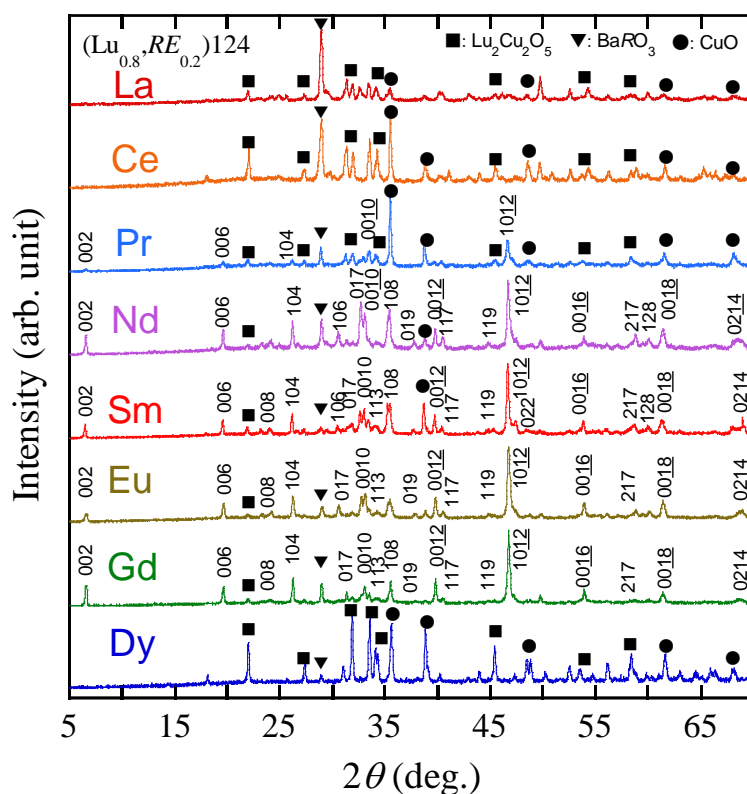 (Lu0.8,RE0.2)124 ■: Lu2Cu2O5 ▼: BaRO3 ●: CuO
La
Ce
Pr
002 006 104 0010 1012
Nd
002 006 104 106 017 0010 108 019 0012 117 119 1012 0016 217 128 0018 0214
Sm
002 006 008 104 106 017 0010 113 108 0012 117 119 1012 022 0016 217 128 0018 0214
Eu
002 006 008 104 017 0010 113 019 0012 117 119 1012 0016 217 0018 0214
Gd
002 006 008 104 017 0010 113 108 019 0012 117 119 1012 0016 217 0018 0214
Dy
Intensity (arb. unit)
5 15 25 35 45 55 65
2θ (deg.)